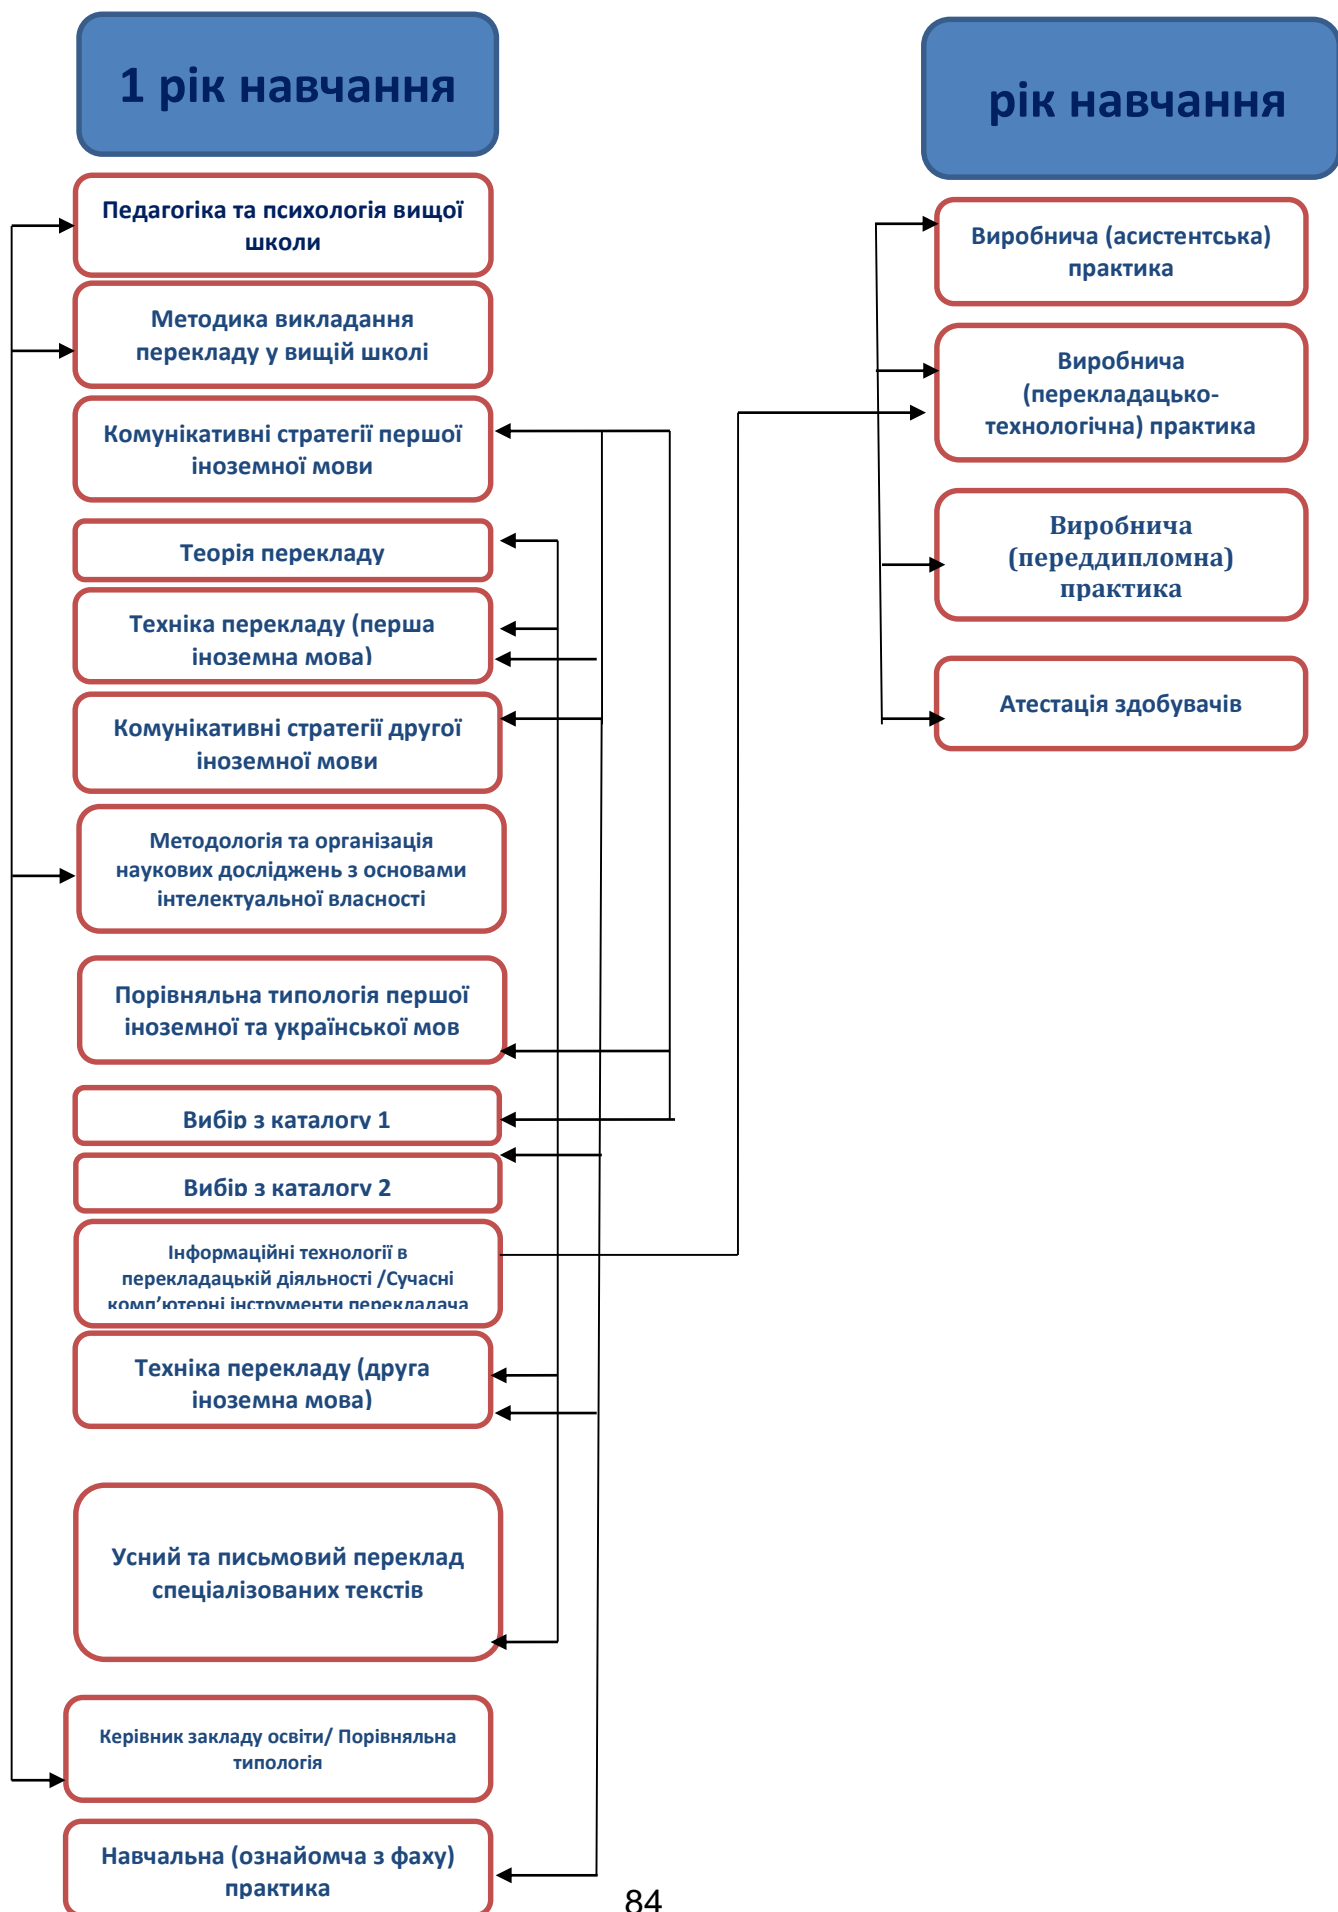 1 рік навчання
Педагогіка та психологія вищої
школи
Методика викладання
перекладу у вищій школі
Комунікативні стратегії першої
іноземної мови
Теорія перекладу
Техніка перекладу (перша
іноземна мова)
Комунікативні стратегії другої
іноземної мови
Методологія та організація
наукових досліджень з основами
інтелектуальної власності
Порівняльна типологія першої
іноземної та української мов
Вибір з каталогу 1
Вибір з каталогу 2
Інформаційні технології в
перекладацькій діяльності /Сучасні
комп’ютерні інструменти перекладача
Техніка перекладу (друга
іноземна мова)
Усний та письмовий переклад
спеціалізованих текстів
Керівник закладу освіти/ Порівняльна
типологія
Навчальна (ознайомча з фаху)
практика
рік навчання
Виробнича (асистентська)
практика
Виробнича
(перекладацько-
технологічна) практика
Виробнича
(переддипломна)
практика
Атестація здобувачів
84